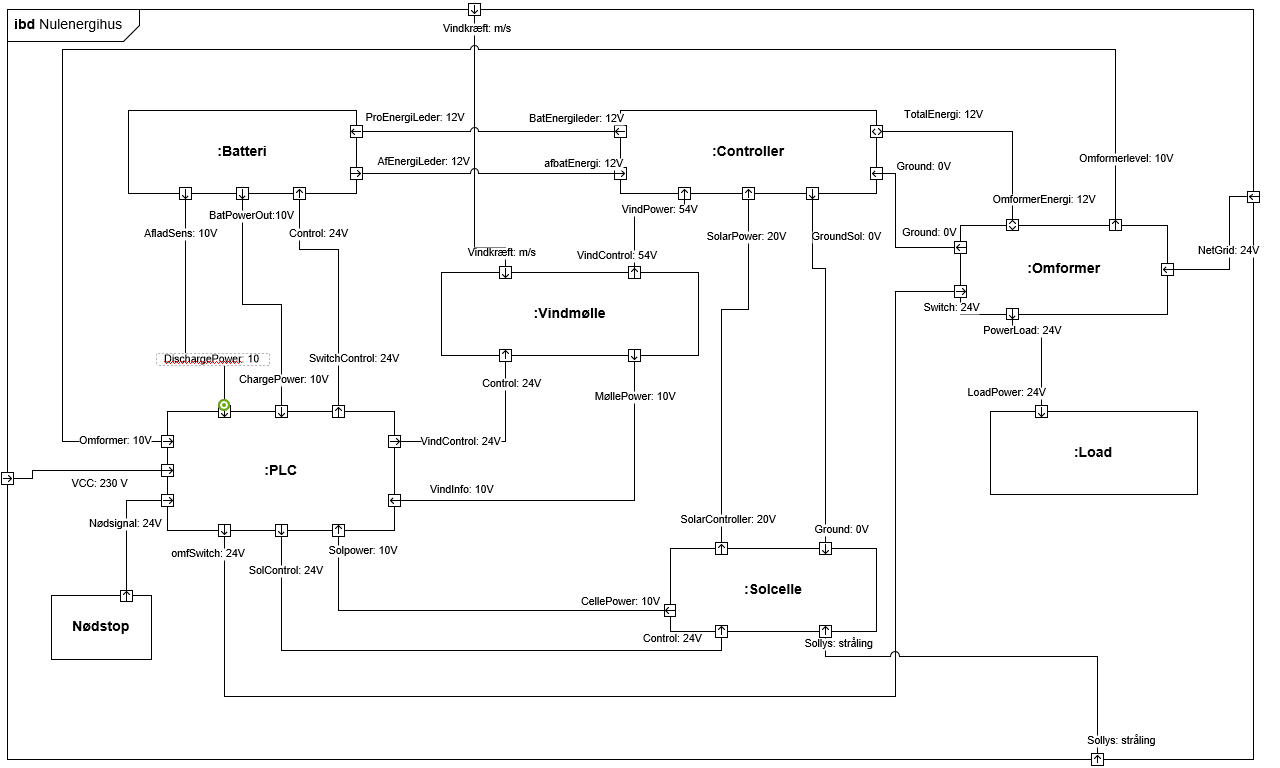 ibd Nulenergihus
Vindkræft: m/s
ProEnergiLeder: 12V
BatEnergileder: 12V
TotalEnergi: 12V
:Batteri
:Controller
AfEnergiLeder: 12V
afbatEnergi: 12V
Ground: 0V
Omformerlevel: 10V
AfladSens: 10V
BatPowerOut:10V
Control: 24V
VindPower: 54V
SolarPower: 20V
GroundSol: 0V
OmformerEnergi: 12V
Ground: 0V
NetGrid: 24V
Vindkræft: m/s
VindControl: 54V
:Omformer
:Vindmølle
Switch: 24V
PowerLoad: 24V
DischargePower: 10
SwitchControl: 24V
ChargePower: 10V
Control: 24V
MøllePower: 10V
LoadPower: 24V
Omformer: 10V
VindControl: 24V
:PLC
:Load
VCC: 230 V
VindInfo: 10V
Nødsignal: 24V
SolarController: 20V
Ground: 0V
omfSwitch: 24V
Solpower: 10V
SolControl: 24V
:Solcelle
CellePower: 10V
Nødstop
Control: 24V
Sollys: stråling
Sollys: stråling